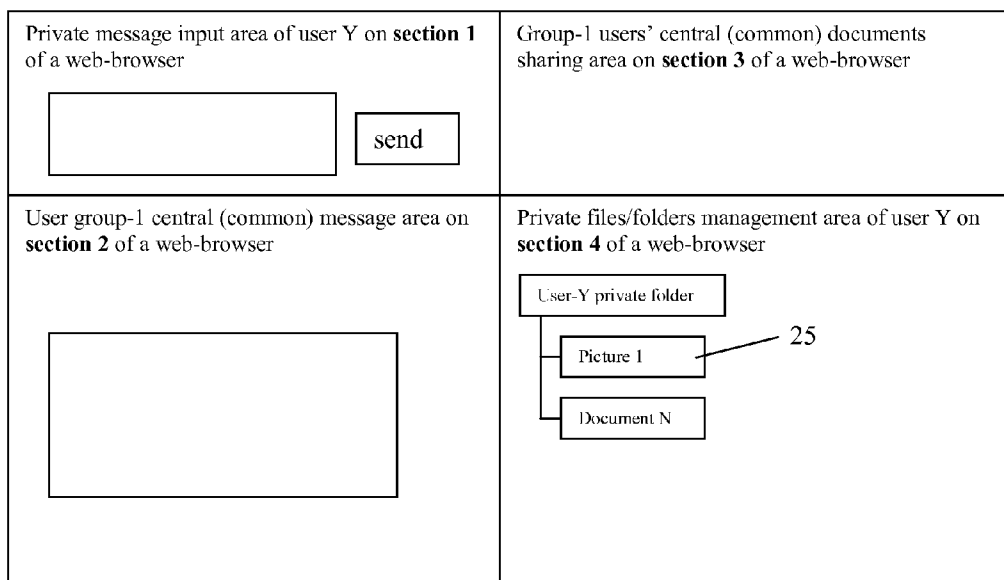 Private message input area of user Y on section 1
of a web-browser
send
Group-1 users' central (common) documents
sharing area on section 3 of a web-browser
User group-1 central (common) message area on
section 2 of a web-browser
Private files/folders management area of user Y on
section 4 of a web-browser
User-Y private folder
Picture 1
25
Document N